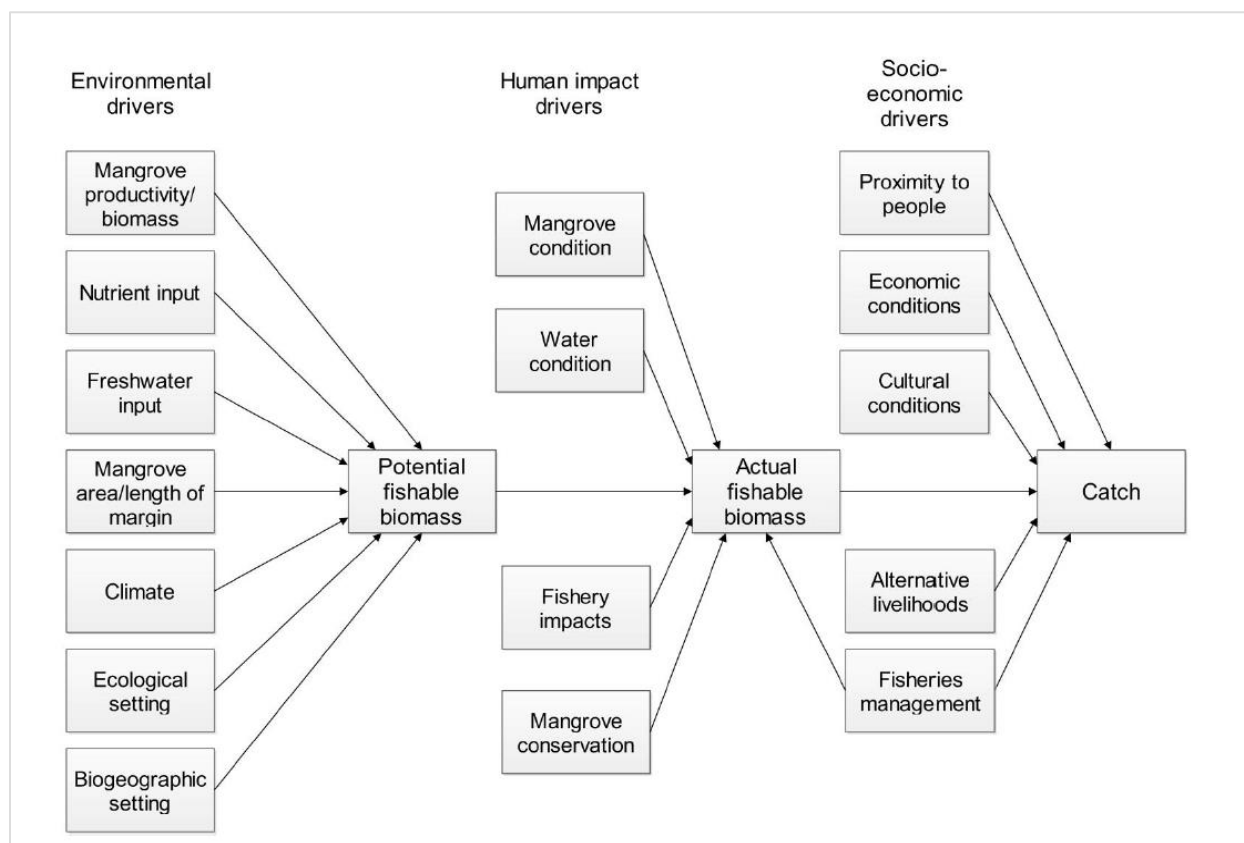 Environmental
drivers
Mangrove
productivity/
biomass
Nutrient input
Freshwater
input
Mangrove
area/length of
margin
Climate
Ecological
setting
Biogeographic
setting
Potential
fishable
biomass
Human impact
drivers
Mangrove
condition
Water
condition
Fishery
impacts
Mangrove
conservation
Actual
fishable
biomass
Socio-
economic
drivers
Proximity to
people
Economic
conditions
Cultural
conditions
Catch
Alternative
livelihoods
Fisheries
management